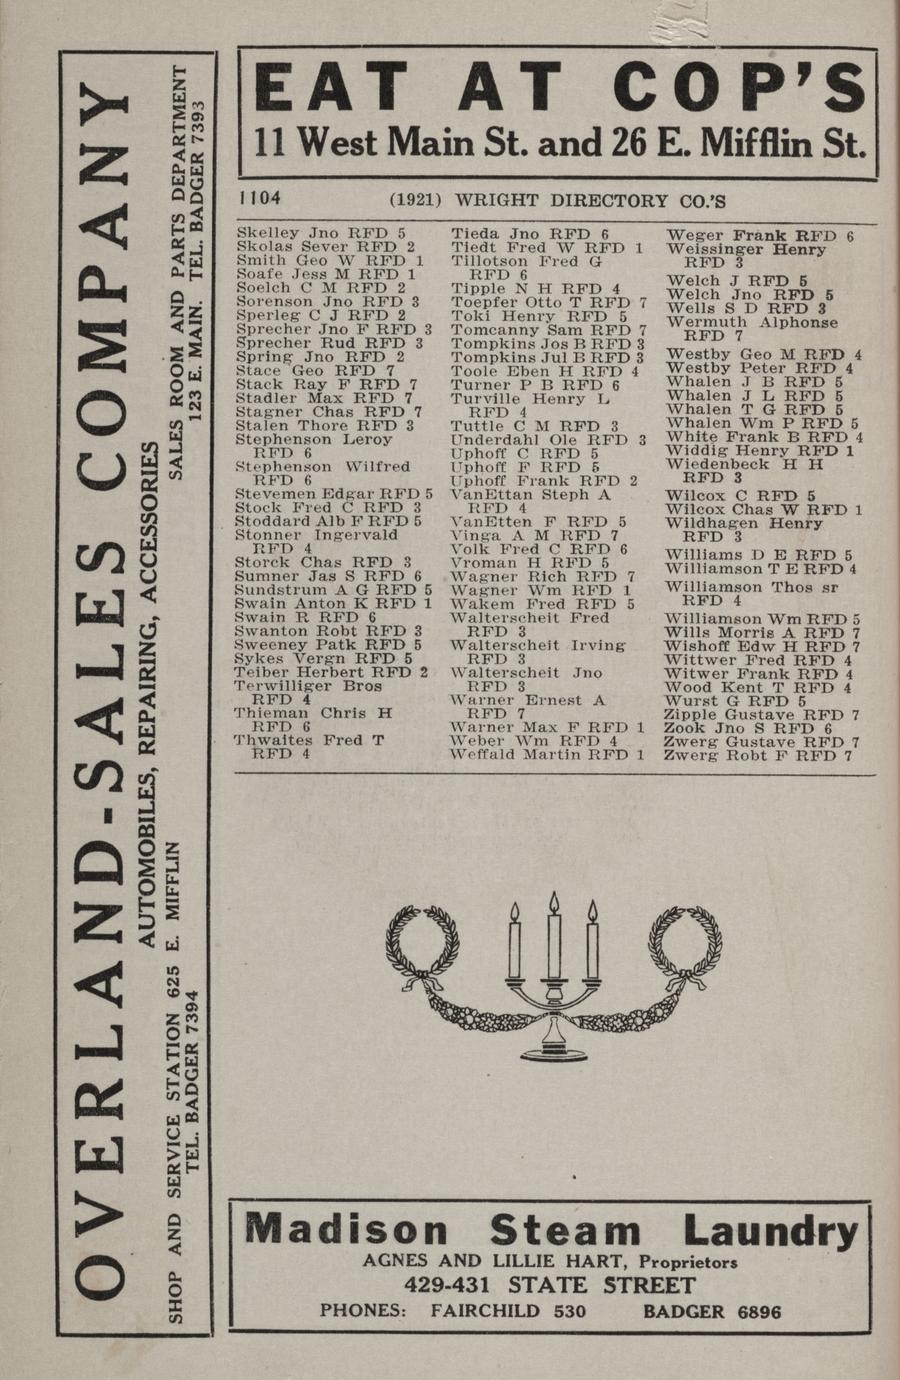 EAT AT COP'S
11 West Main St. and 26 E. Mifflin St.
1104 (1921) WRIGHT DIRECTORY CO.'S
Skelley Jno RFD 5
Skolas Sever RFD 2
Smith Geo W RFD 1
Soafe Jess M RFD 1
Soelch C M RFD 2
Sorenson Jno RFD 3
Sperleg C J RFD 2
Sprecher Jno F RFD 3
Sprecher Rud RFD 3
Spring Jno RFD 2
Stace Geo RFD 7
Stack Ray F RFD 7
Stadler Max RFD 7
Stagner Chas RFD 7
Stalen Thore RFD 3
Stephenson Leroy
RFD 6
Stephenson Wilfred
RFD 6
Stevemen Edgar RFD 5
Stock Fred C RFD 3
Stoddard Alb F RFD 5
Stonner Ingervald
RFD 4
Storck Chas RFD 3
Sumner Jas S RFD 6
Sundstrum A G RFD 5
Swain Anton K RFD 1
Swain R RFD 6
Swanton Robt RFD 3
Sweeney Patk RFD 5
Sykes Vergn RFD 5
Teiber Herbert RFD 2
Terwilliger Bros
RFD 4
Thieman Chris H
RFD 6
Thwaites Fred T
RFD 4
Tieda Jno RFD 6
Tiedt Fred W RFD 1
Tillotson Fred G
RFD 6
Tipple N H RFD 4
Toepfer Otto T RFD 7
Toki Henry RFD 5
Tomcanny Sam RFD 7
Tompkins Jos B RFD 3
Tompkins Jul B RFD 3
Toole Eben H RFD 4
Turner P B RFD 6
Turville Henry L
RFD 4
Tuttle C M RFD 3
Underdahl Ole RFD 3
Uphoff C RFD 5
Uphoff F RFD 5
Uphoff Frank RFD 2
VanEttan Steph A
RFD 4
VanEtten F RFD 5
Vinga A M RFD 7
Volk Fred C RFD 6
Vroman H RFD 5
Wagner Rich RFD 7
Wagner Wm RFD 1
Wakem Fred RFD 5
Walterscheit Fred
RFD 3
Walterscheit Irving
RFD 3
Walterscheit Jno
RFD 3
Warner Ernest A
RFD 7
Warner Max F RFD 1
Weber Wm RFD 4
Weffald Martin RFD 1
Weger Frank RFD 6
Weissinger Henry
RFD 3
Welch J RFD 5
Welch Jno RFD 5
Wells S D RFD 3
Wermuth Alphonse
RFD 7
Westby Geo M RFD 4
Westby Peter RFD 4
Whalen J B RFD 5
Whalen J L RFD 5
Whalen T G RFD 5
Whalen Wm P RFD 5
White Frank B RFD 4
Widdig Henry RFD 1
Wiedenbeck H H
RFD 3
Wilcox C RFD 5
Wilcox Chas W RFD 1
Wildhagen Henry
RFD 3
Williams D E RFD 5
Williamson T E RFD 4
Williamson Thos sr
RFD 4
Williamson Wm RFD 5
Wills Morris A RFD 7
Wishoff Edw H RFD 7
Wittwer Fred RFD 4
Witwer Frank RFD 4
Wood Kent T RFD 4
Wurst G RFD 5
Zipple Gustave RFD 7
Zook Jno S RFD 6
Zwerg Gustave RFD 7
Zwerg Robt F RFD 7
OVERLAND-SALES COMPANY
AUTOMOBILES, REPAIRING, ACCESSORIES
SHOP AND SERVICE STATION 625 E. MIFFLIN
TEL. BADGER 7394
SALES ROOM AND PARTS DEPARTMENT
123 E. MAIN. TEL. BADGER 7393
Madison Steam Laundry
AGNES AND LILLIE HART, Proprietors
429-431 STATE STREET
PHONES: FAIRCHILD 530 BADGER 6896